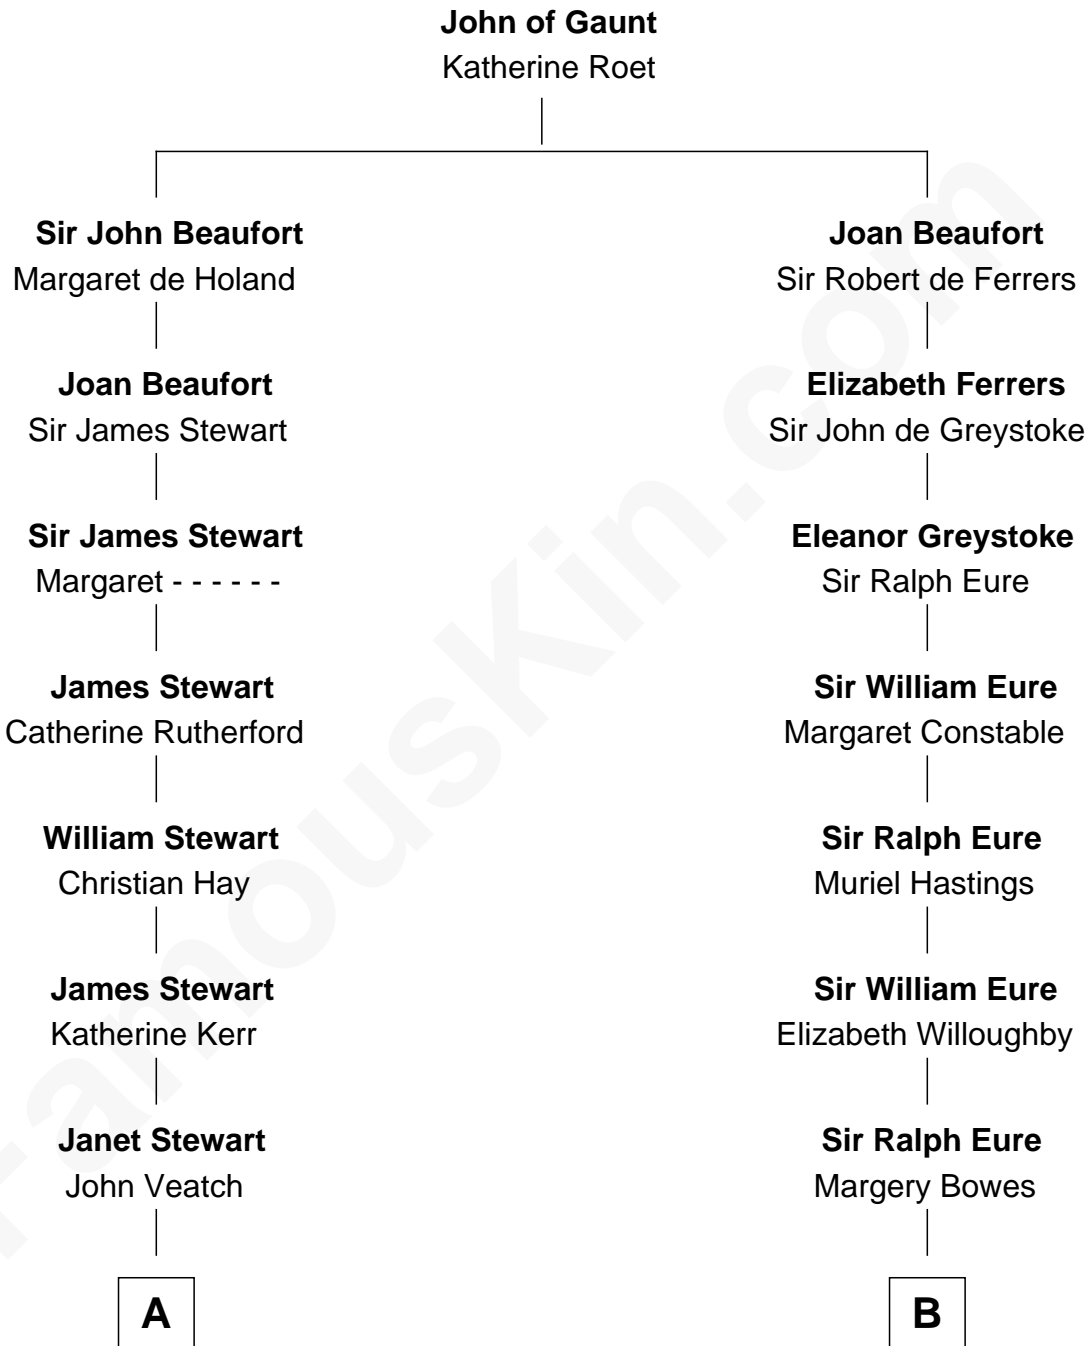 John of Gaunt
Katherine Roet
Sir John Beaufort
Margaret de Holand
Joan Beaufort
Sir James Stewart
Sir James Stewart
Margaret - - - - - -
James Stewart
Catherine Rutherford
William Stewart
Christian Hay
James Stewart
Katherine Kerr
Janet Stewart
John Veatch
A
Joan Beaufort
Sir Robert de Ferrers
Elizabeth Ferrers
Sir John de Greystoke
Eleanor Greystoke
Sir Ralph Eure
Sir William Eure
Margaret Constable
Sir Ralph Eure
Muriel Hastings
Sir William Eure
Elizabeth Willoughby
Sir Ralph Eure
Margery Bowes
B
FamousKin.com